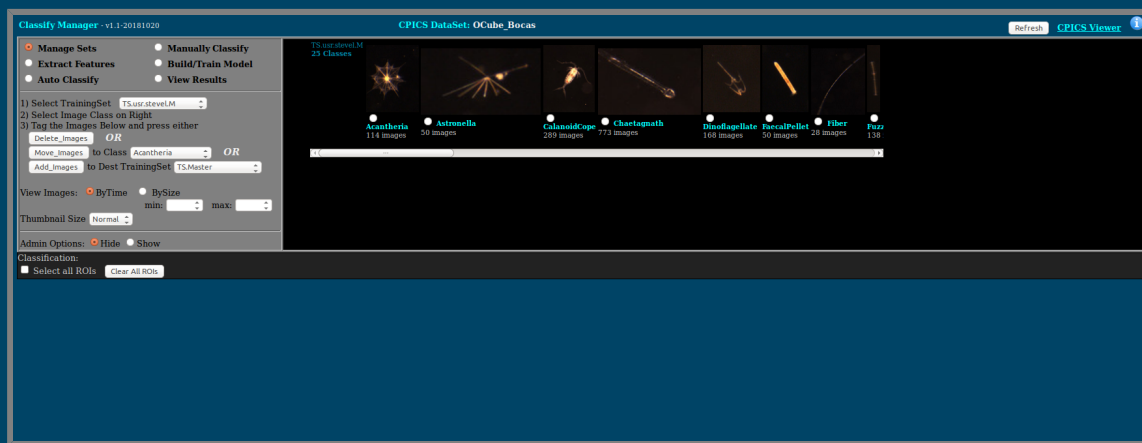 Classify Manager - v1.1-20181020
CPICS DataSet: OCube_Bocas
Refresh
CPICS Viewer
i
Manage Sets
Manually Classify
Extract Features
Build/Train Model
Auto Classify
View Results
1) Select TrainingSet TS.usr.steveI.M
2) Select Image Class on Right
3) Tag the Images Below and press either
Delete_Images OR
Move_Images to Class Acantheria OR
Add_Images to Dest TrainingSet TS.Master
View Images: ByTime BySize
min: max:
Thumbnail Size Normal
Admin Options: Hide Show
TS.usr.steveI.M
25 Classes
Acantheria
114 images
Astronella
50 images
CalanoidCope
289 images
Chaetagnath
773 images
Dinoflagellate
168 images
FaecalPellet
50 images
Fiber
28 images
Fuzz
138
Classification:
Select all ROIs Clear All ROIs